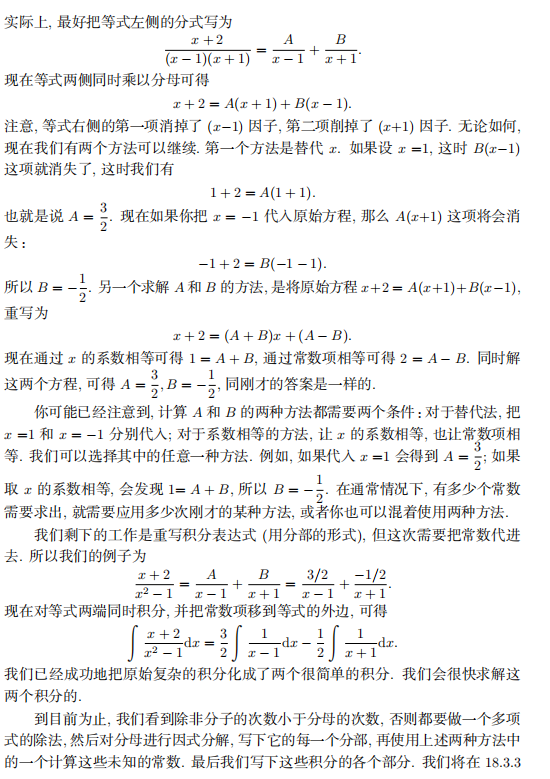 实际上, 最好把等式左侧的分式写为
\frac{x+2}{(x-1)(x+1)} = \frac{A}{x-1} + \frac{B}{x+1}.
现在等式两侧同时乘以分母可得
x + 2 = A(x + 1) + B(x − 1).
注意, 等式右侧的第一项消掉了 (x−1) 因子, 第二项削掉了 (x+1) 因子. 无论如何,
现在我们有两个方法可以继续. 第一个方法是替代 x. 如果设 x =1, 这时 B(x−1)
这项就消失了, 这时我们有
1 + 2 = A(1 + 1).
也就是说 A = \frac{3}{2}. 现在如果你把 x = −1 代入原始方程, 那么 A(x+1) 这项将会消
失：
−1 + 2 = B(−1 − 1).
所以 B = −\frac{1}{2}. 另一个求解 A 和 B 的方法, 是将原始方程 x+2 = A(x+1)+B(x−1),
重写为
x + 2 = (A + B)x + (A − B).
现在通过 x 的系数相等可得 1 = A + B, 通过常数项相等可得 2 = A − B. 同时解
这两个方程, 可得 A = \frac{3}{2}, B = −\frac{1}{2}, 同刚才的答案是一样的.
你可能已经注意到, 计算 A 和 B 的两种方法都需要两个条件：对于替代法, 把
x =1 和 x = −1 分别代入; 对于系数相等的方法, 让 x 的系数相等, 也让常数项相
等. 我们可以选择其中的任意一种方法. 例如, 如果代入 x =1 会得到 A = \frac{3}{2}; 如果
取 x 的系数相等, 会发现 1= A + B, 所以 B = −\frac{1}{2}. 在通常情况下, 有多少个常数
需要求出, 就需要应用多少次刚才的某种方法, 或者你也可以混着使用两种方法.
我们剩下的工作是重写积分表达式 (用分部的形式), 但这次需要把常数代进
去. 所以我们的例子为
\frac{x+2}{x^2-1} = \frac{A}{x-1} + \frac{B}{x+1} = \frac{3/2}{x-1} + \frac{-1/2}{x+1}.
现在对等式两端同时积分, 并把常数项移到等式的外边, 可得
\int \frac{x+2}{x^2-1}dx = \frac{3}{2} \int \frac{1}{x-1}dx − \frac{1}{2} \int \frac{1}{x+1}dx.
我们已经成功地把原始复杂的积分化成了两个很简单的积分. 我们会很快求解这
两个积分的.
到目前为止, 我们看到除非分子的次数小于分母的次数, 否则都要做一个多项
式的除法, 然后对分母进行因式分解, 写下它的每一个分部, 再使用上述两种方法中
的一个计算这些未知的常数. 最后我们写下这些积分的各个部分. 我们将在 18.3.3